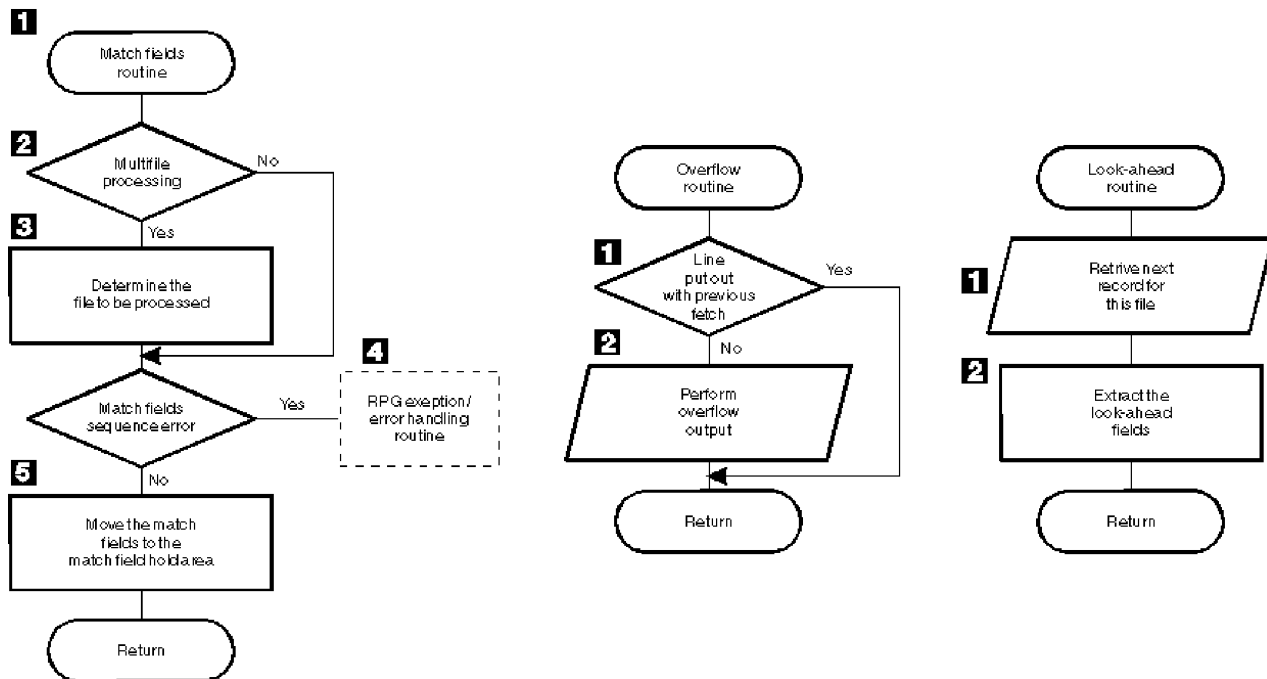 1
Match fields
routine
2
Multifile
processing
No
Yes
3
Determine the
file to be processed
4
Match fields
sequence error
Yes
RPG exeption/
error handling
routine
No
5
Move the match
fields to the
match field hold area
Return
Overflow
routine
1
Line
put out
with previous
fetch
Yes
No
2
Perform
overflow
output
Return
Look-ahead
routine
1
Retrive next
record for
this file
2
Extract the
look-ahead
fields
Return